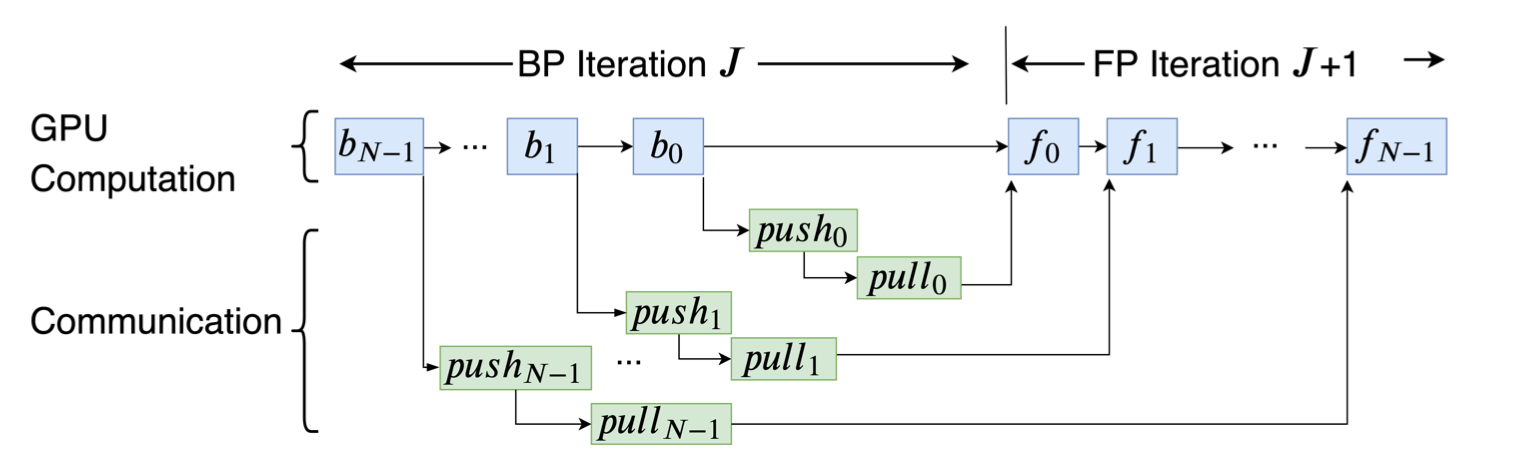 BP Iteration J
FP Iteration J+1
GPU
Computation
b_{N-1}
...
b_1
b_0
f_0
f_1
...
f_{N-1}
push_0
pull_0
Communication
push_1
pull_1
push_{N-1}
...
pull_{N-1}